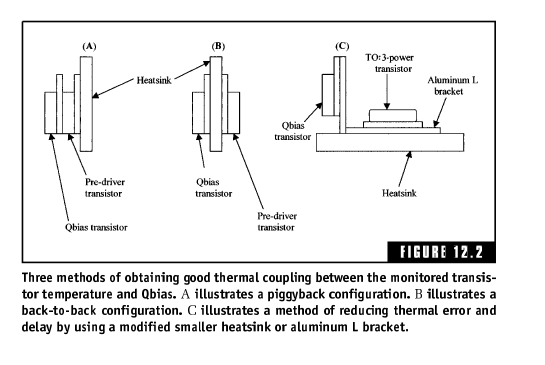 (A)
(B)
(C)
Heatsink
TO:3-power
transistor
Aluminum L
bracket
Qbias
transistor
Pre-driver
transistor
Qbias
transistor
Heatsink
Pre-driver
transistor
Qbias transistor
FIGURE 12.2
Three methods of obtaining good thermal coupling between the monitored transis-
tor temperature and Qbias. A illustrates a piggyback configuration. B illustrates a
back-to-back configuration. C illustrates a method of reducing thermal error and
delay by using a modified smaller heatsink or aluminum L bracket.